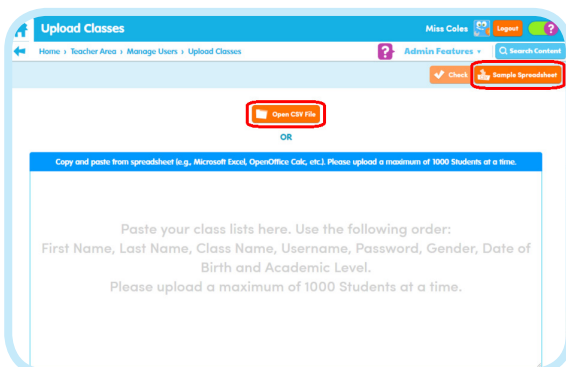 Upload Classes
Miss Coles
Logout
?
Home › Teacher Area › Manage Users › Upload Classes
?
Admin Features
Search Content
Check
Sample Spreadsheet
Open CSV File
OR
Copy and paste from spreadsheet (e.g., Microsoft Excel, OpenOffice Calc, etc.). Please upload a maximum of 1000 Students at a time.
Paste your class lists here. Use the following order:
First Name, Last Name, Class Name, Username, Password, Gender, Date of
Birth and Academic Level.
Please upload a maximum of 1000 Students at a time.